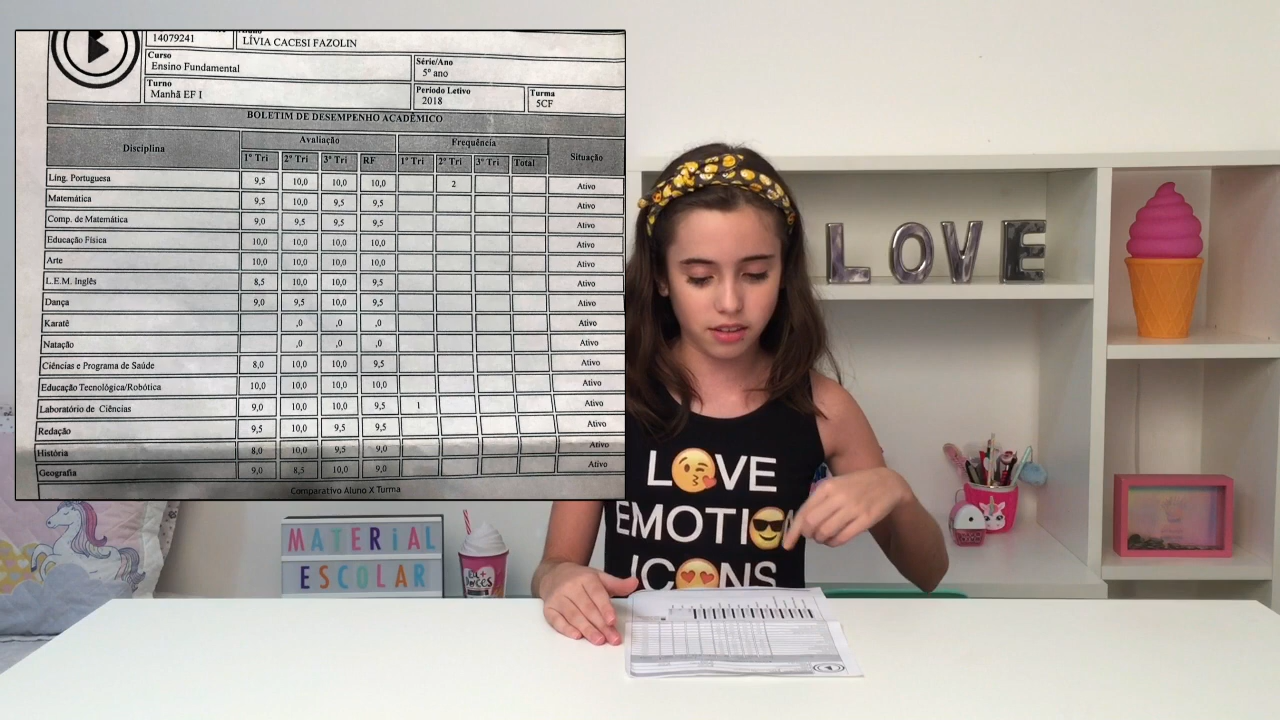 14079241 LÍVIA CACESI FAZOLIN
Curso
Ensino Fundamental
Série/Ano
5º ano
Turno
Manhã EF I
Período Letivo
2018
Turma
5CF
BOLETIM DE DESEMPENHO ACADÊMICO
Disciplina Avaliação Frequência Situação
1º Tri 2º Tri 3º Tri RF 1º Tri 2º Tri 3º Tri Total
Ling. Portuguesa 9,5 10,0 10,0 10,0 2 Ativo
Matemática 9,5 10,0 9,5 9,5 Ativo
Comp. de Matemática 9,0 9,5 9,5 9,5 Ativo
Educação Física 10,0 10,0 10,0 10,0 Ativo
Arte 10,0 10,0 10,0 10,0 Ativo
L.E.M. Inglês 8,5 10,0 10,0 9,5 Ativo
Dança 9,0 9,5 10,0 9,5 Ativo
Karatê ,0 ,0 ,0 Ativo
Natação ,0 ,0 ,0 Ativo
Ciências e Programa de Saúde 8,0 10,0 10,0 9,5 Ativo
Educação Tecnológica/Robótica 10,0 10,0 10,0 10,0 Ativo
Laboratório de Ciências 9,0 10,0 10,0 9,5 1 Ativo
Redação 9,5 10,0 9,5 9,5 Ativo
História 8,0 10,0 9,5 9,0 Ativo
Geografia 9,0 8,5 10,0 9,0 Ativo
Comparativo Aluno X Turma
LOVE
LOVE
EMOTI
ICONS
MATERIAL
ESCOLAR